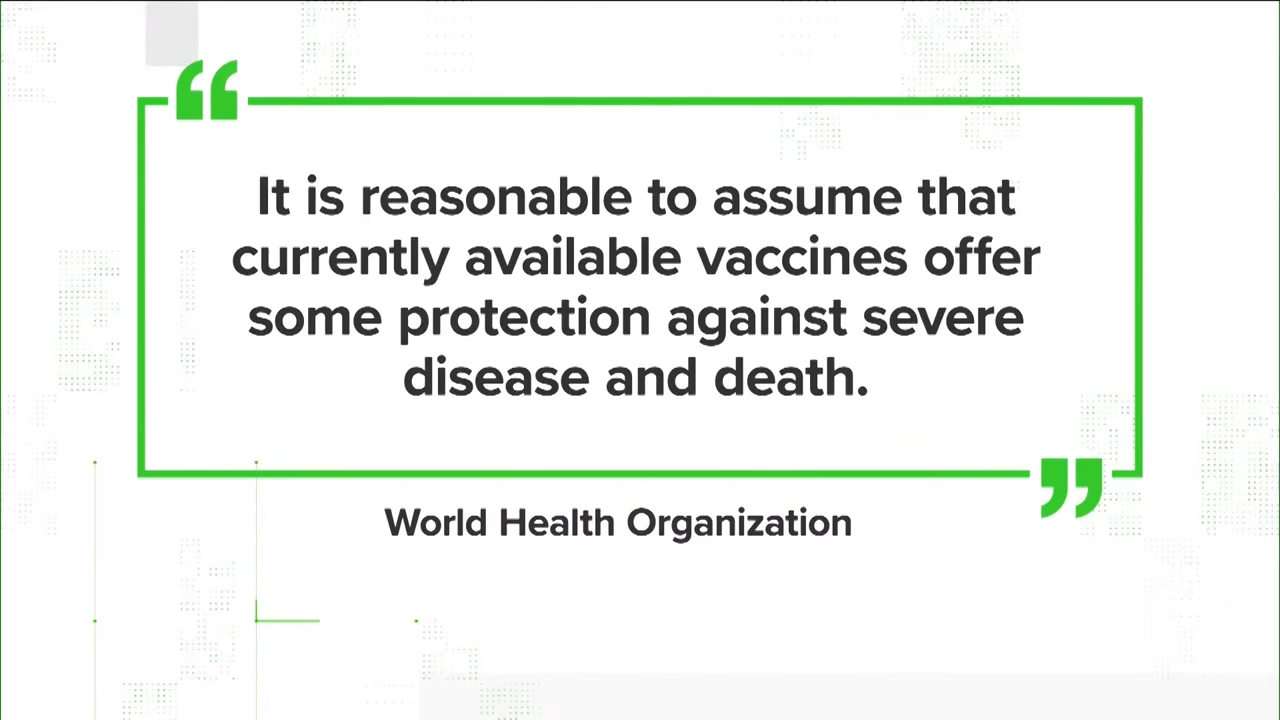 “
It is reasonable to assume that
currently available vaccines offer
some protection against severe
disease and death.
”
World Health Organization